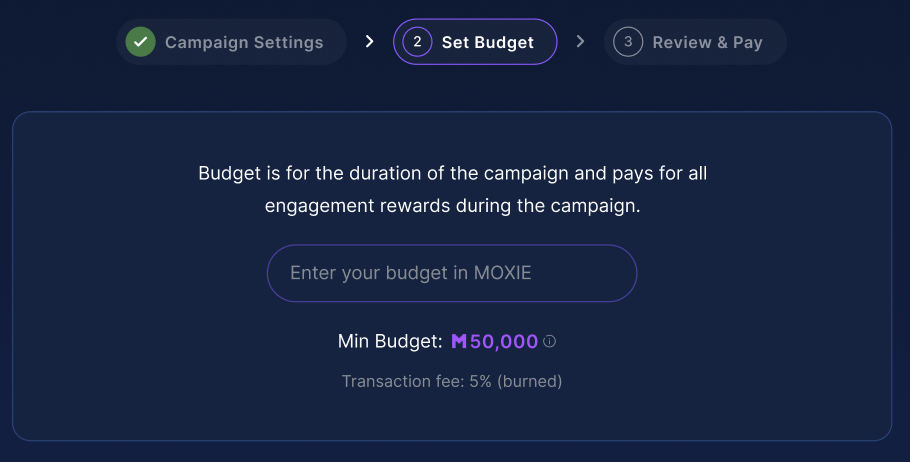 Campaign Settings
2 Set Budget
3 Review & Pay
Budget is for the duration of the campaign and pays for all
engagement rewards during the campaign.
Enter your budget in MOXIE
Min Budget: M 50,000
Transaction fee: 5% (burned)